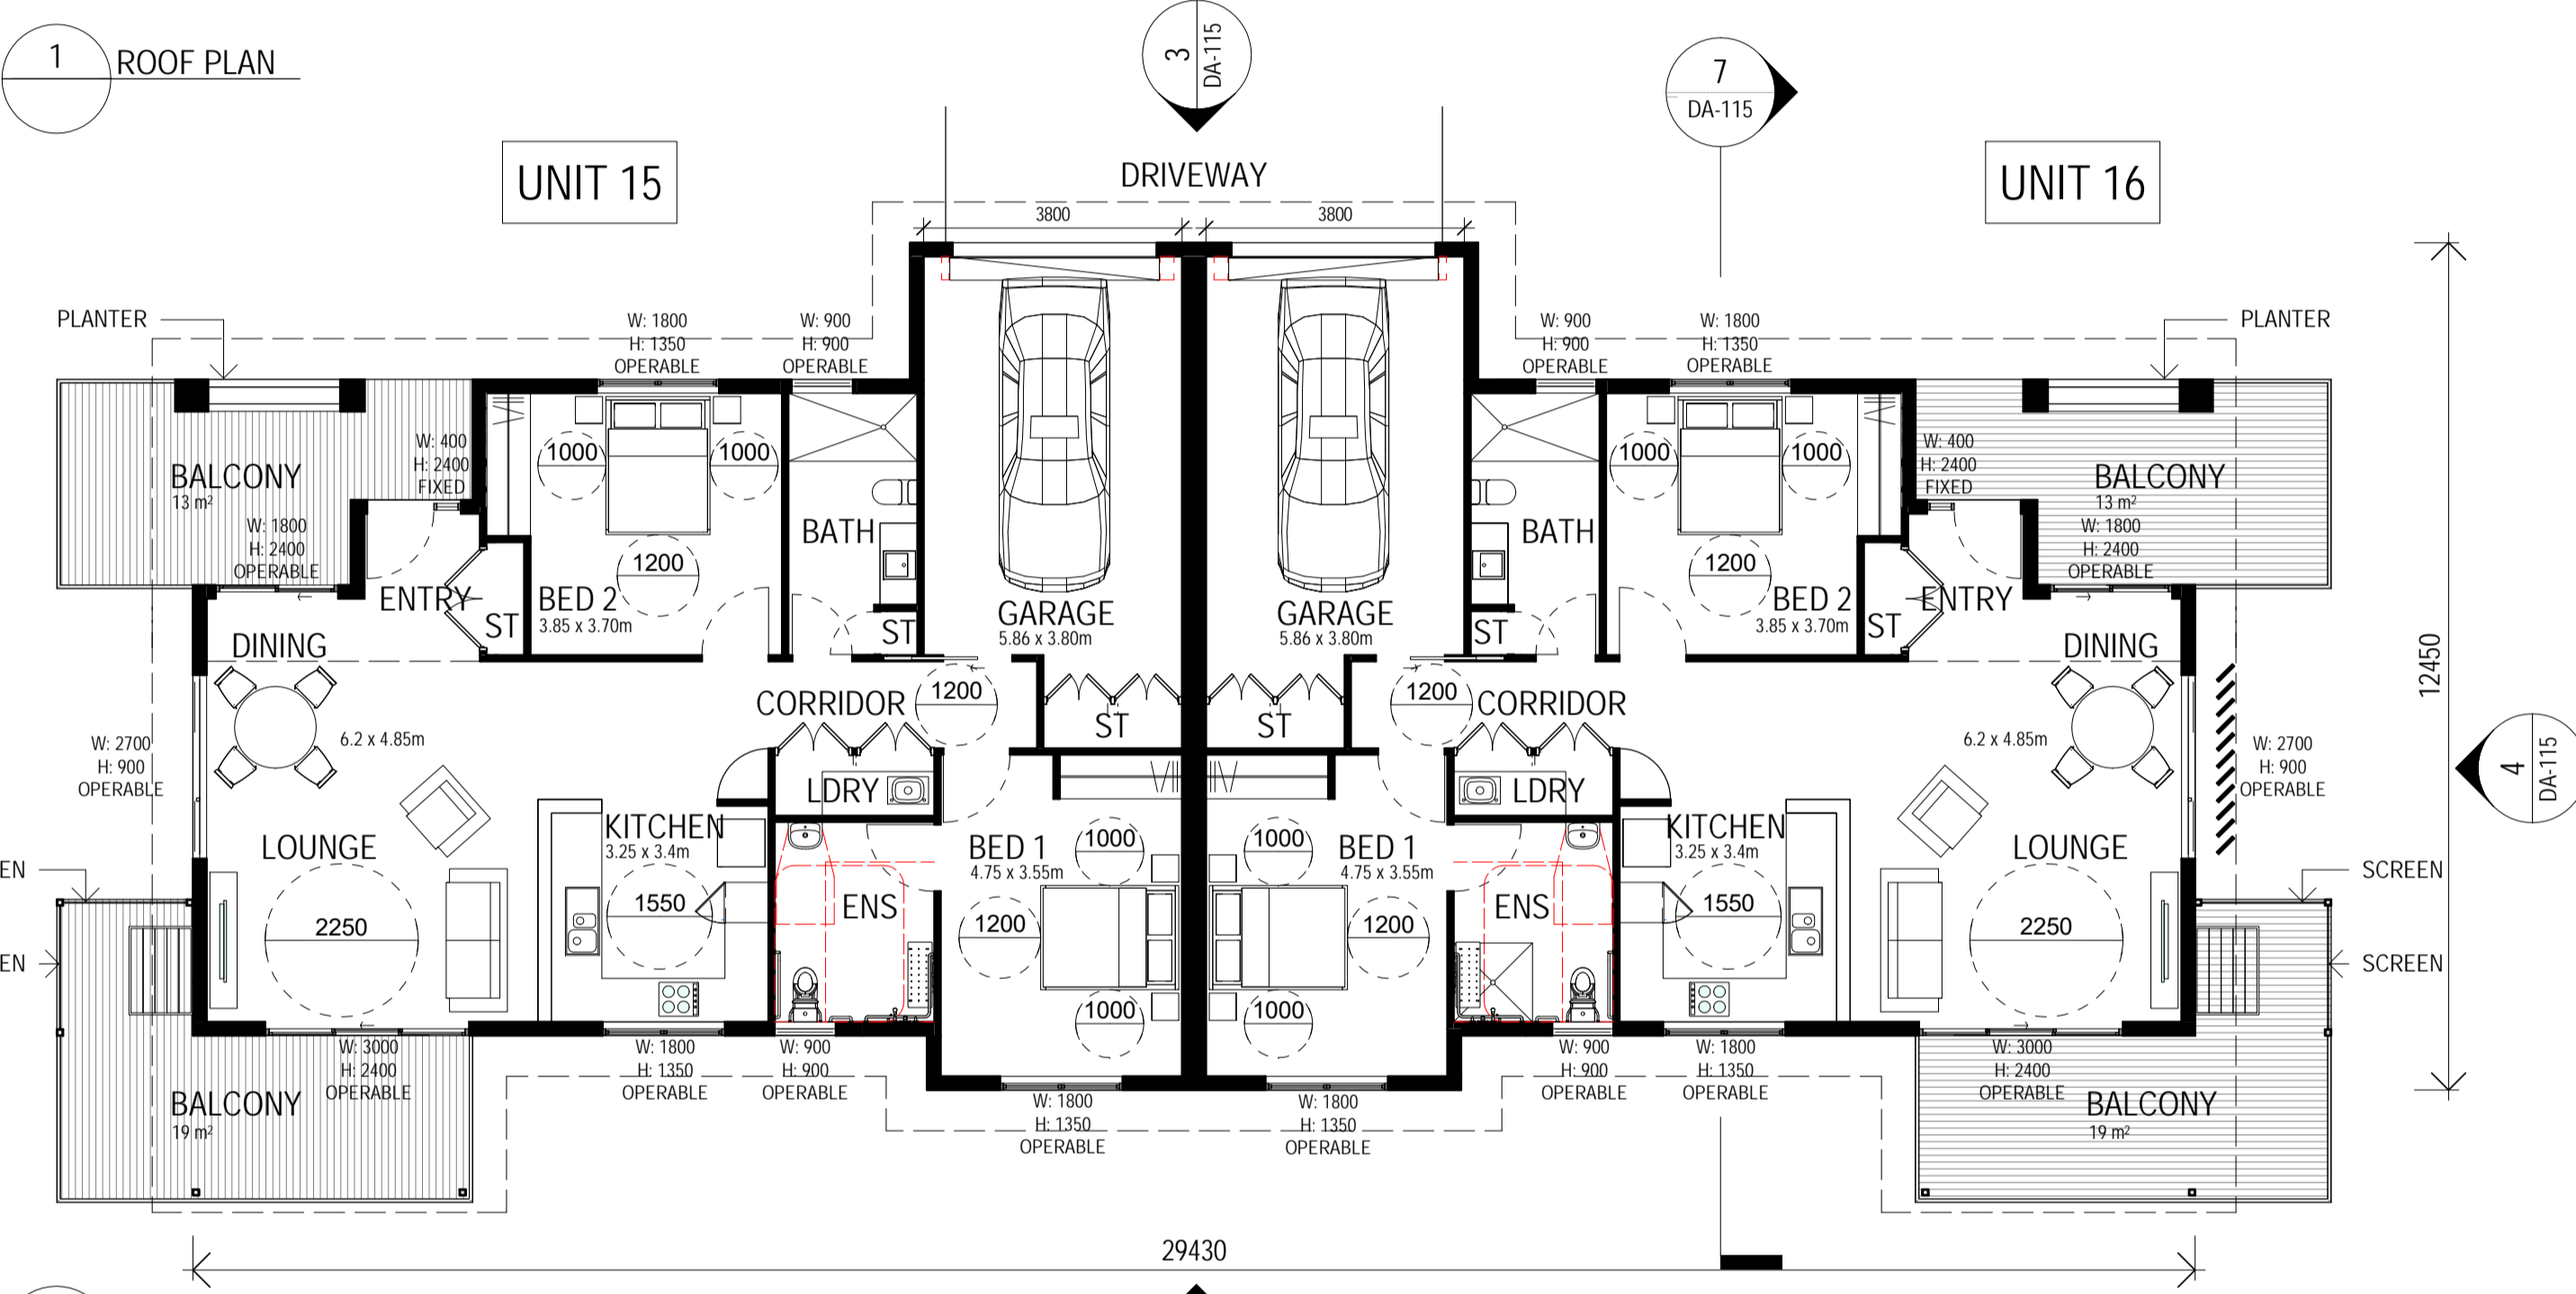 1
ROOF PLAN
3
DA-115
7
DA-115
UNIT 15
UNIT 16
DRIVEWAY
3800
3800
PLANTER
W: 1800
H: 1350
OPERABLE
W: 900
H: 900
OPERABLE
W: 900
H: 900
OPERABLE
W: 1800
H: 1350
OPERABLE
PLANTER
BALCONY
13 m²
W: 400
H: 2400
FIXED
W: 1800
H: 2400
OPERABLE
1000
1000
1200
BATH
BED 2
3.85 x 3.70m
ENTRY
ST
ST
DINING
GARAGE
5.86 x 3.80m
GARAGE
5.86 x 3.80m
BATH
ST
1000
1000
1200
BED 2
3.85 x 3.70m
ST
ENTRY
W: 400
H: 2400
FIXED
BALCONY
13 m²
W: 1800
H: 2400
OPERABLE
DINING
12450
W: 2700
H: 900
OPERABLE
6.2 x 4.85m
CORRIDOR
1200
ST
ST
1200
CORRIDOR
6.2 x 4.85m
W: 2700
H: 900
OPERABLE
4
DA-115
LDRY
LDRY
LOUNGE
2250
KITCHEN
3.25 x 3.4m
1550
ENS
BED 1
4.75 x 3.55m
1000
1200
1000
1000
BED 1
4.75 x 3.55m
1200
1000
ENS
KITCHEN
3.25 x 3.4m
1550
LOUNGE
2250
EN
EN
SCREEN
SCREEN
W: 3000
H: 2400
OPERABLE
W: 1800
H: 1350
OPERABLE
W: 900
H: 900
OPERABLE
W: 1800
H: 1350
OPERABLE
W: 1800
H: 1350
OPERABLE
W: 900
H: 900
OPERABLE
W: 1800
H: 1350
OPERABLE
W: 3000
H: 2400
OPERABLE
BALCONY
19 m²
BALCONY
19 m²
29430